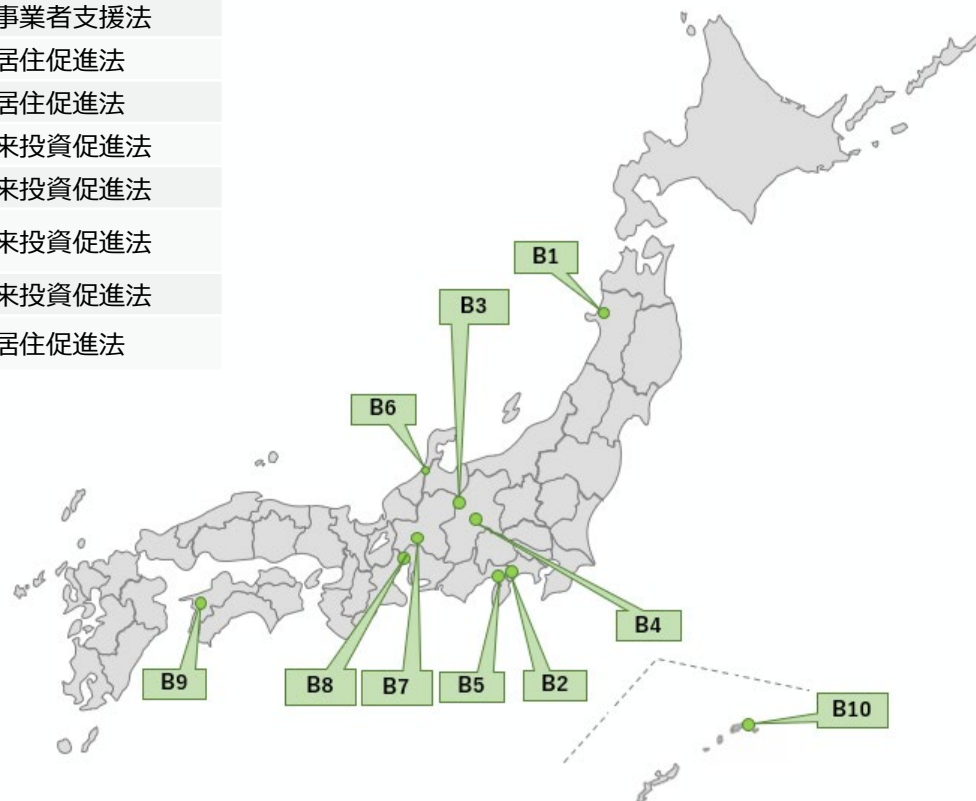 事業者支援法
居住促進法
居住促進法
来投資促進法
来投資促進法
来投資促進法
来投資促進法
居住促進法
B1
B3
B6
B4
B9
B8
B7
B5
B2
B10